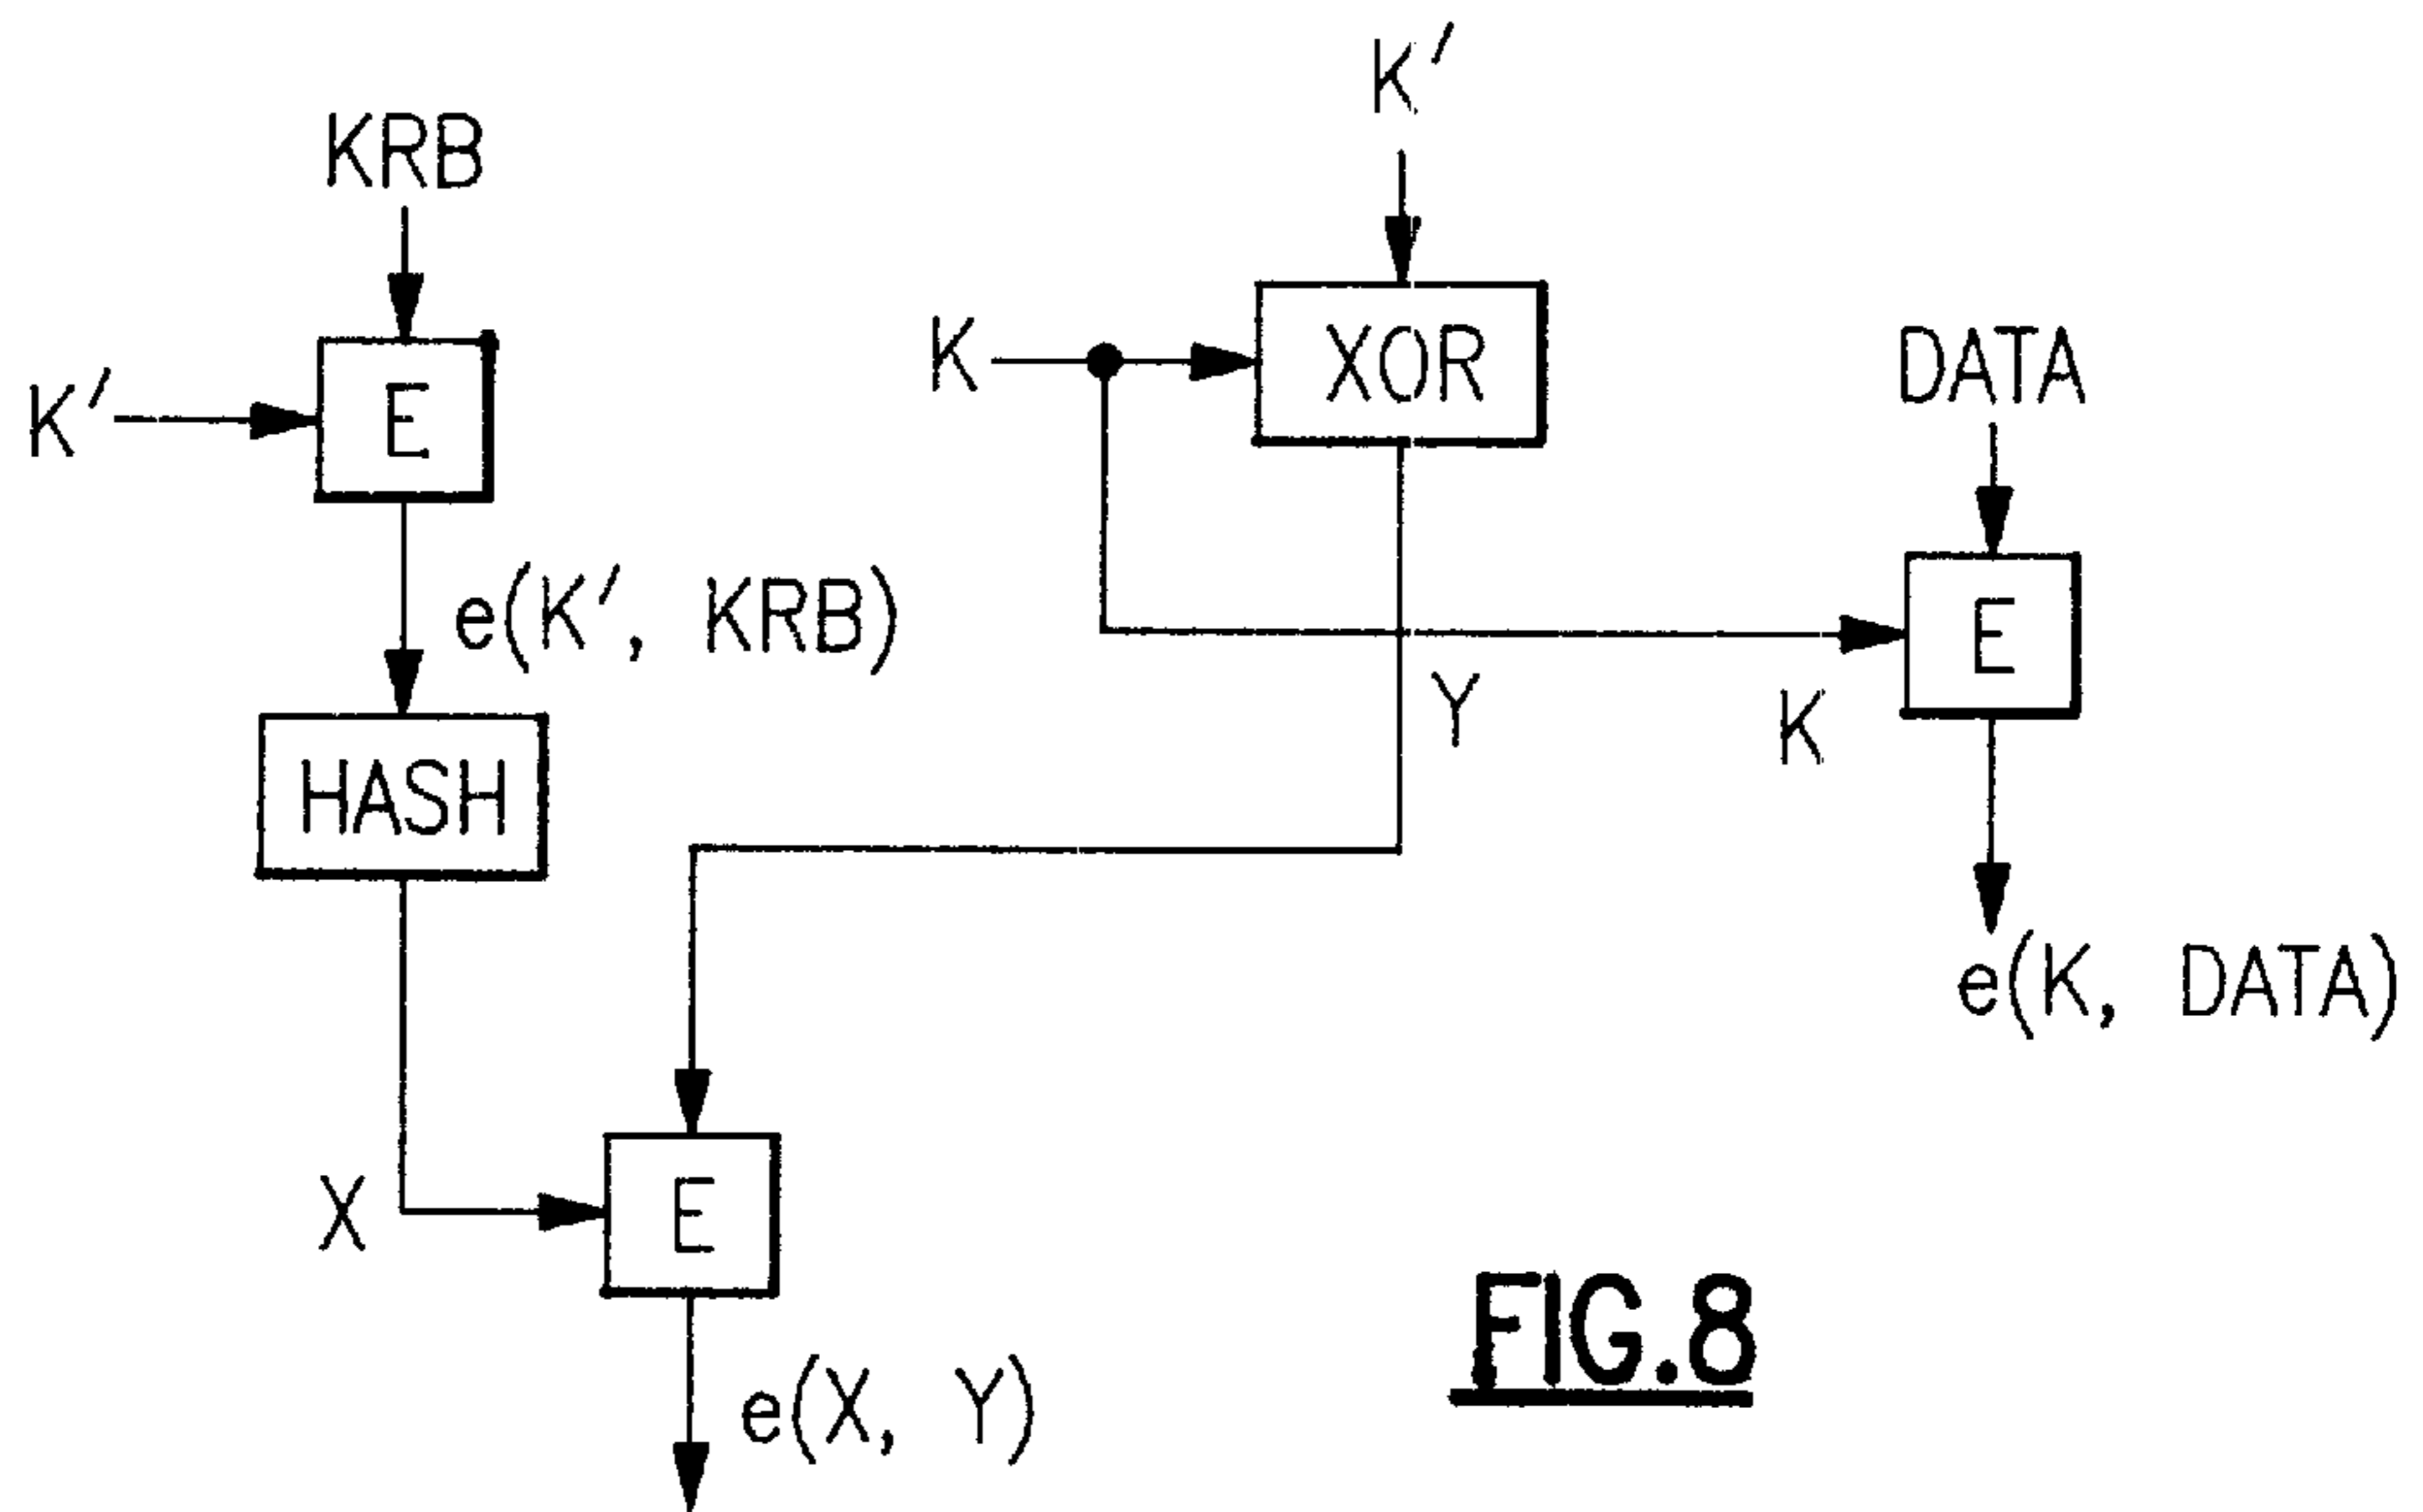 K′
KRB
K
XOR
DATA
K′
E
e(K′, KRB)
E
Y
K
HASH
e(K, DATA)
X
E
e(X, Y)
FIG.8